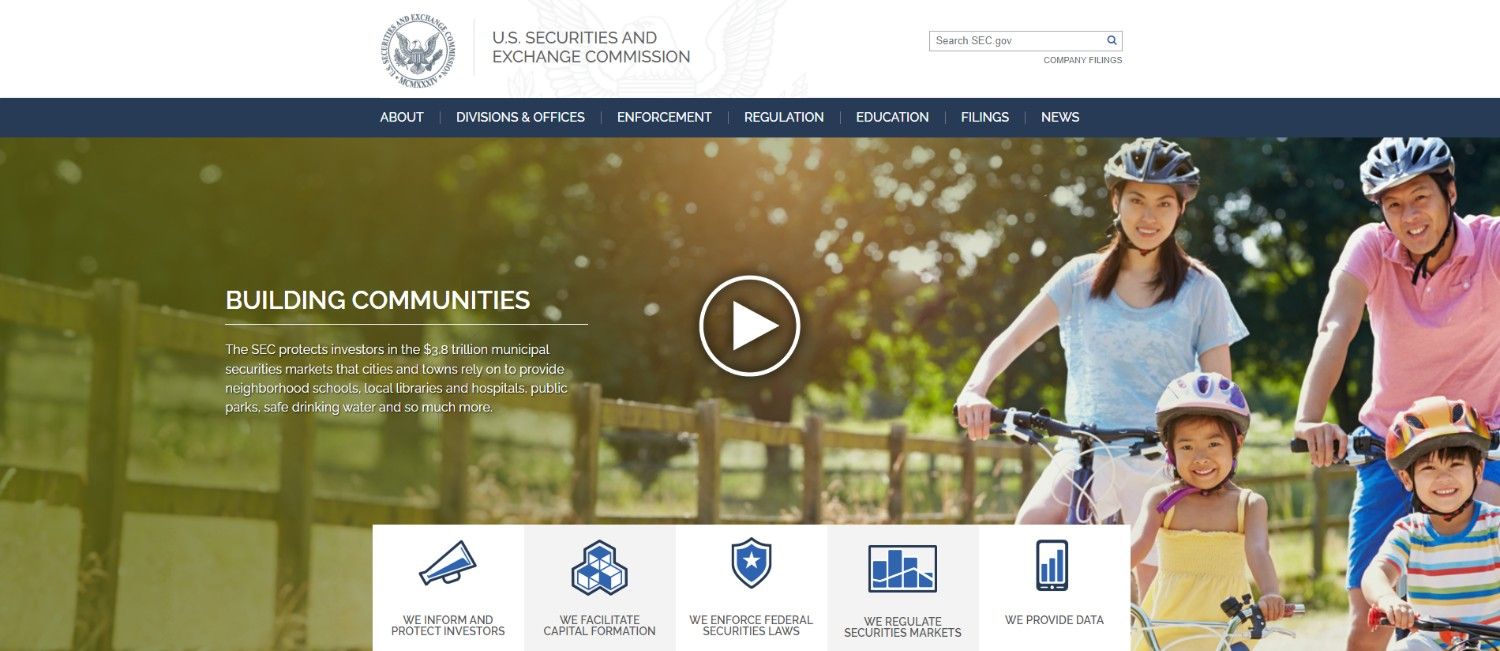 U.S. SECURITIES AND EXCHANGE COMMISSION
MCMXXXIV
U.S. SECURITIES AND
EXCHANGE COMMISSION
Search SEC.gov
COMPANY FILINGS
ABOUT
DIVISIONS & OFFICES
ENFORCEMENT
REGULATION
EDUCATION
FILINGS
NEWS
BUILDING COMMUNITIES
The SEC protects investors in the $3.8 trillion municipal
securities markets that cities and towns rely on to provide
neighborhood schools, local libraries and hospitals, public
parks, safe drinking water and so much more.
WE INFORM AND
PROTECT INVESTORS
WE FACILITATE
CAPITAL FORMATION
WE ENFORCE FEDERAL
SECURITIES LAWS
WE REGULATE
SECURITIES MARKETS
WE PROVIDE DATA